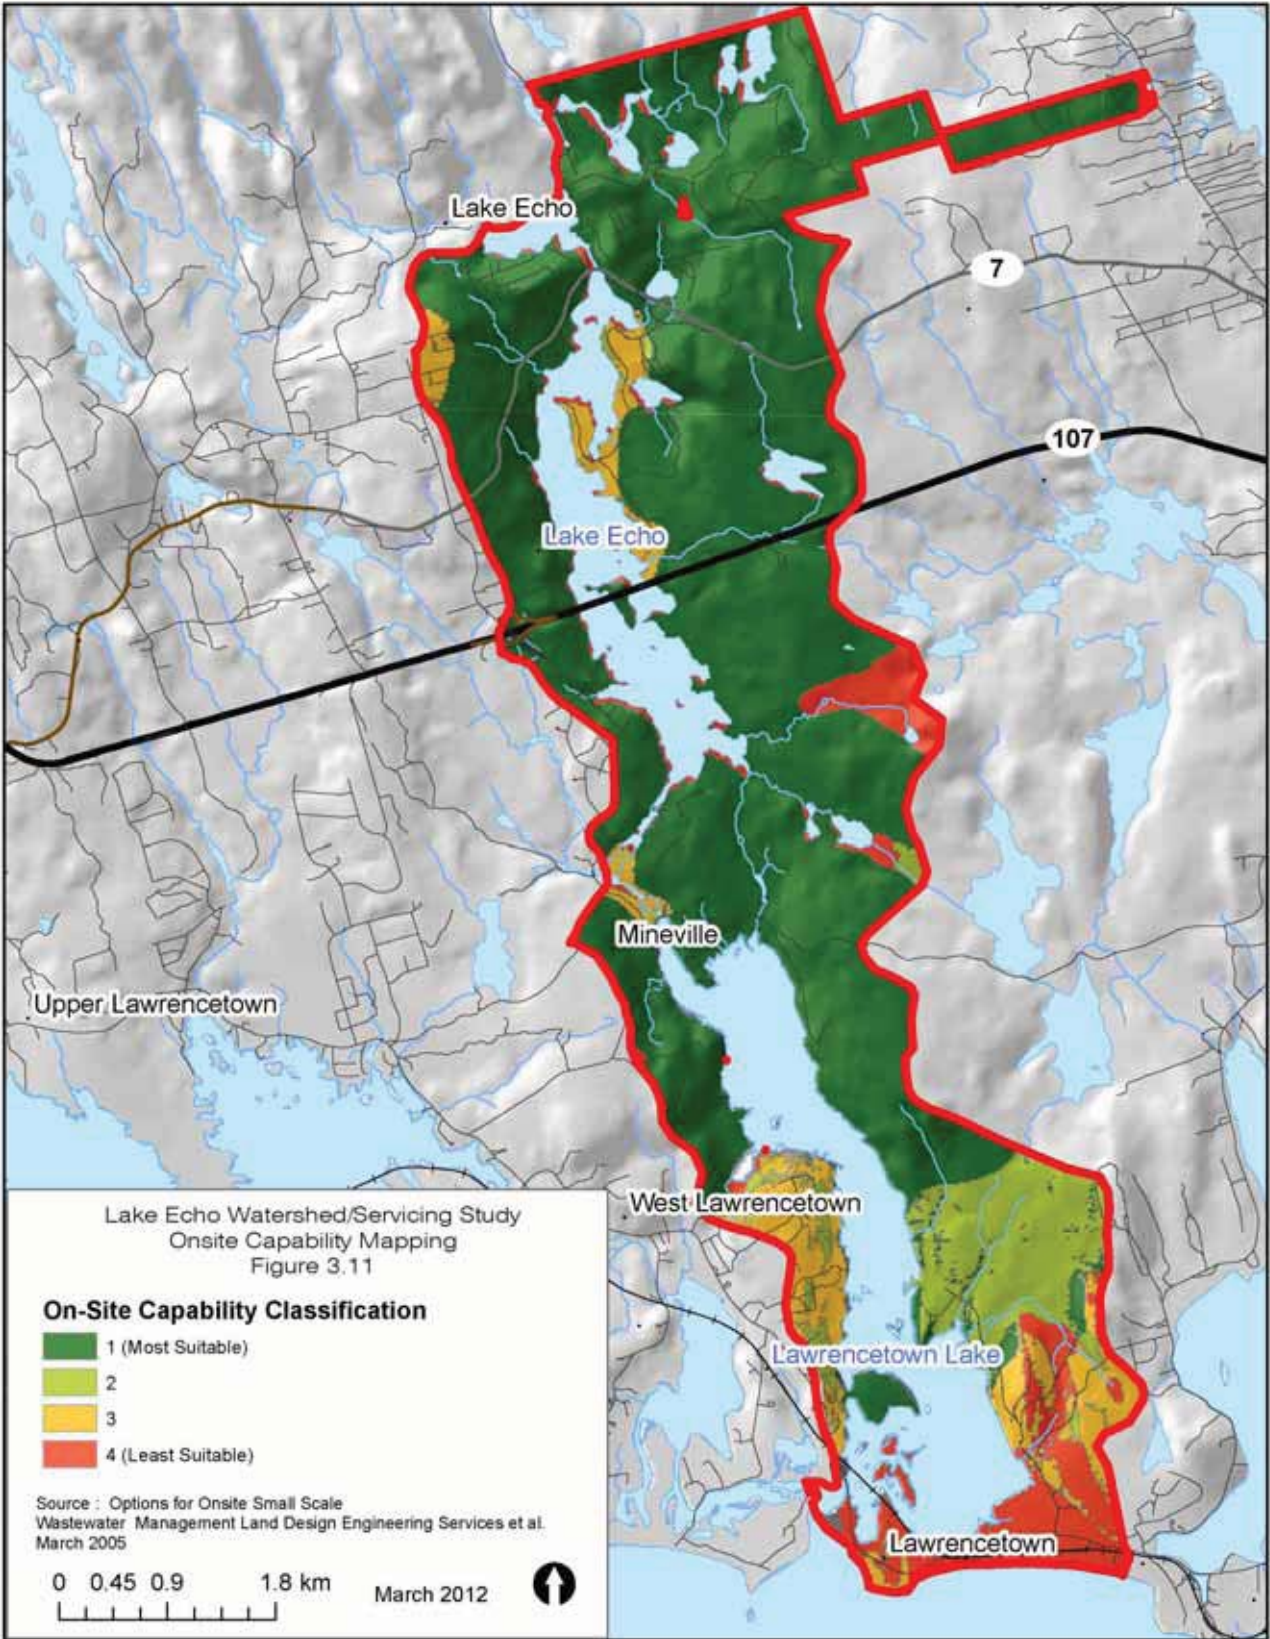 Lake Echo
7
107
Lake Echo
Mineville
Upper Lawrencetown
West Lawrencetown
Lawrencetown Lake
Lawrencetown
Lake Echo Watershed/Servicing Study
Onsite Capability Mapping
Figure 3.11
On-Site Capability Classification
1 (Most Suitable)
2
3
4 (Least Suitable)
Source : Options for Onsite Small Scale
Wastewater Management Land Design Engineering Services et al.
March 2005
0 0.45 0.9 1.8 km
March 2012